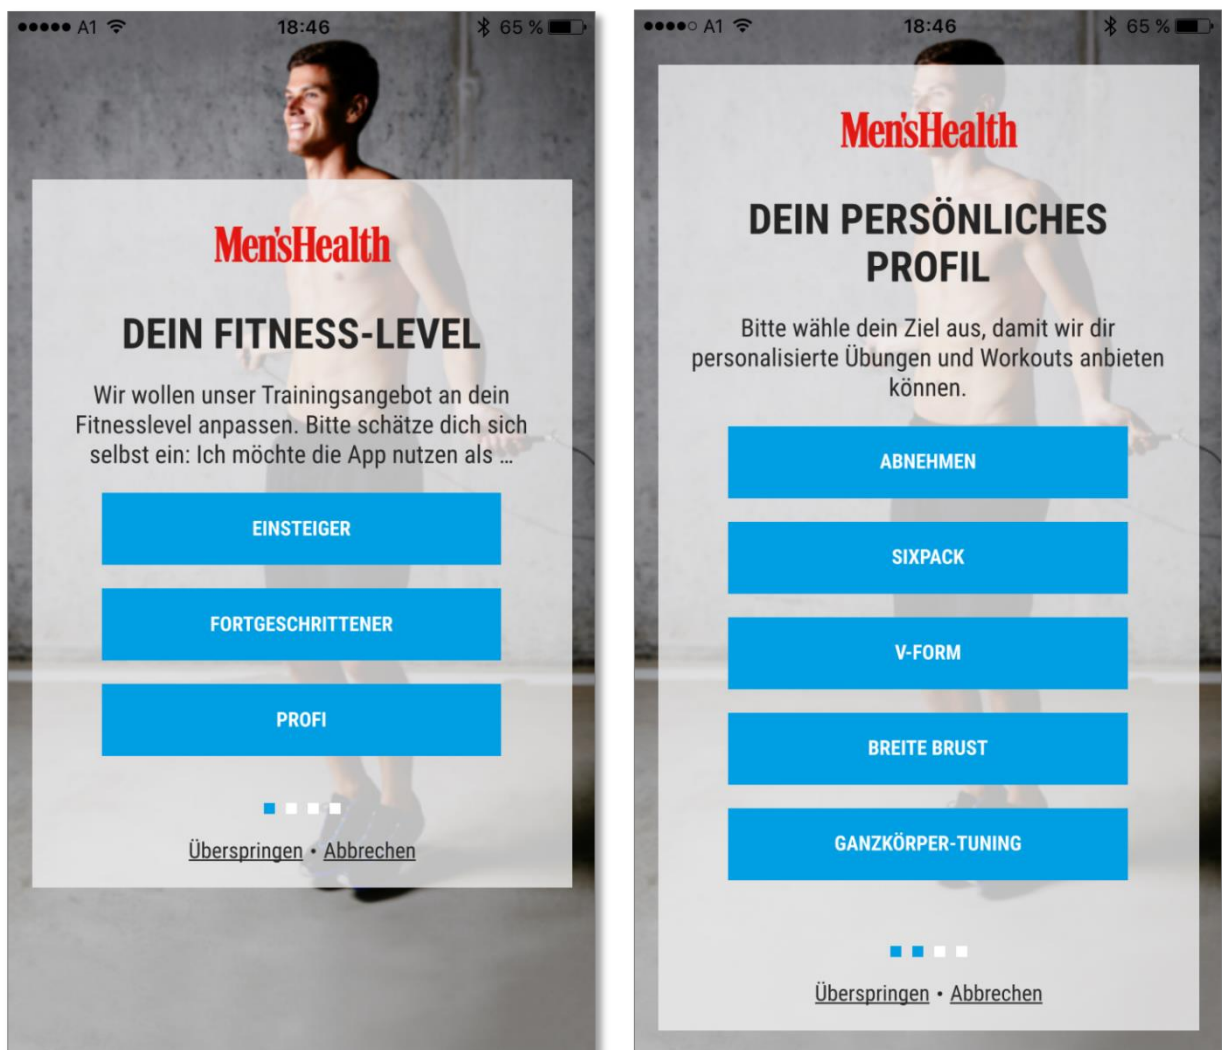 A1 18:46 65 %
Men'sHealth
DEIN FITNESS-LEVEL
Wir wollen unser Trainingsangebot an dein
Fitnesslevel anpassen. Bitte schätze dich sich
selbst ein: Ich möchte die App nutzen als ...
EINSTEIGER
FORTGESCHRITTENER
PROFI
Überspringen • Abbrechen
A1 18:46 65 %
Men'sHealth
DEIN PERSÖNLICHES
PROFIL
Bitte wähle dein Ziel aus, damit wir dir
personalisierte Übungen und Workouts anbieten
können.
ABNEHMEN
SIXPACK
V-FORM
BREITE BRUST
GANZKÖRPER-TUNING
Überspringen • Abbrechen